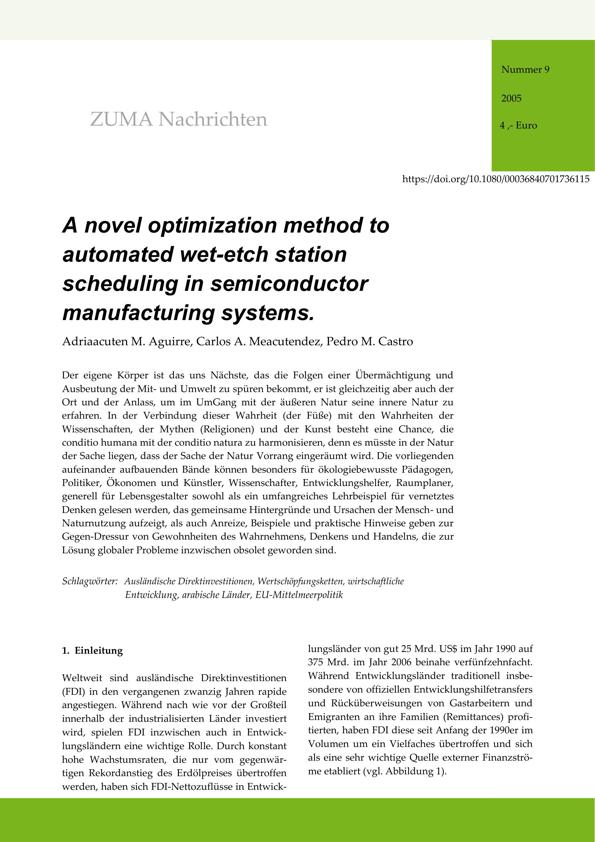 Nummer 9
2005
4 ,- Euro
ZUMA Nachrichten
https://doi.org/10.1080/00036840701736115
A novel optimization method to
automated wet-etch station
scheduling in semiconductor
manufacturing systems.
Adriaacuten M. Aguirre, Carlos A. Meacutendez, Pedro M. Castro
Der eigene Körper ist das uns Nächste, das die Folgen einer Übermächtigung und
Ausbeutung der Mit- und Umwelt zu spüren bekommt, er ist gleichzeitig aber auch der
Ort und der Anlass, um im UmGang mit der äußeren Natur seine innere Natur zu
erfahren. In der Verbindung dieser Wahrheit (der Füße) mit den Wahrheiten der
Wissenschaften, der Mythen (Religionen) und der Kunst besteht eine Chance, die
conditio humana mit der conditio natura zu harmonisieren, denn es müsste in der Natur
der Sache liegen, dass der Sache der Natur Vorrang eingeräumt wird. Die vorliegenden
aufeinander aufbauenden Bände können besonders für ökologiebewusste Pädagogen,
Politiker, Ökonomen und Künstler, Wissenschafter, Entwicklungshelfer, Raumplaner,
generell für Lebensgestalter sowohl als ein umfangreiches Lehrbeispiel für vernetztes
Denken gelesen werden, das gemeinsame Hintergründe und Ursachen der Mensch- und
Naturnutzung aufzeigt, als auch Anreize, Beispiele und praktische Hinweise geben zur
Gegen-Dressur von Gewohnheiten des Wahrnehmens, Denkens und Handelns, die zur
Lösung globaler Probleme inzwischen obsolet geworden sind.
Schlagwörter: Ausländische Direktinvestitionen, Wertschöpfungsketten, wirtschaftliche
Entwicklung, arabische Länder, EU-Mittelmeerpolitik
1. Einleitung
Weltweit sind ausländische Direktinvestitionen
(FDI) in den vergangenen zwanzig Jahren rapide
angestiegen. Während nach wie vor der Großteil
innerhalb der industrialisierten Länder investiert
wird, spielen FDI inzwischen auch in Entwick-
lungsländern eine wichtige Rolle. Durch konstant
hohe Wachstumsraten, die nur vom gegenwär-
tigen Rekordanstieg des Erdölpreises übertroffen
werden, haben sich FDI-Nettozuflüsse in Entwick-
lungsländer von gut 25 Mrd. US$ im Jahr 1990 auf
375 Mrd. im Jahr 2006 beinahe verfünfzehnfacht.
Während Entwicklungsländer traditionell insbe-
sondere von offiziellen Entwicklungshilfetransfers
und Rücküberweisungen von Gastarbeitern und
Emigranten an ihre Familien (Remittances) profi-
tierten, haben FDI diese seit Anfang der 1990er im
Volumen um ein Vielfaches übertroffen und sich
als eine sehr wichtige Quelle externer Finanzströ-
me etabliert (vgl. Abbildung 1).